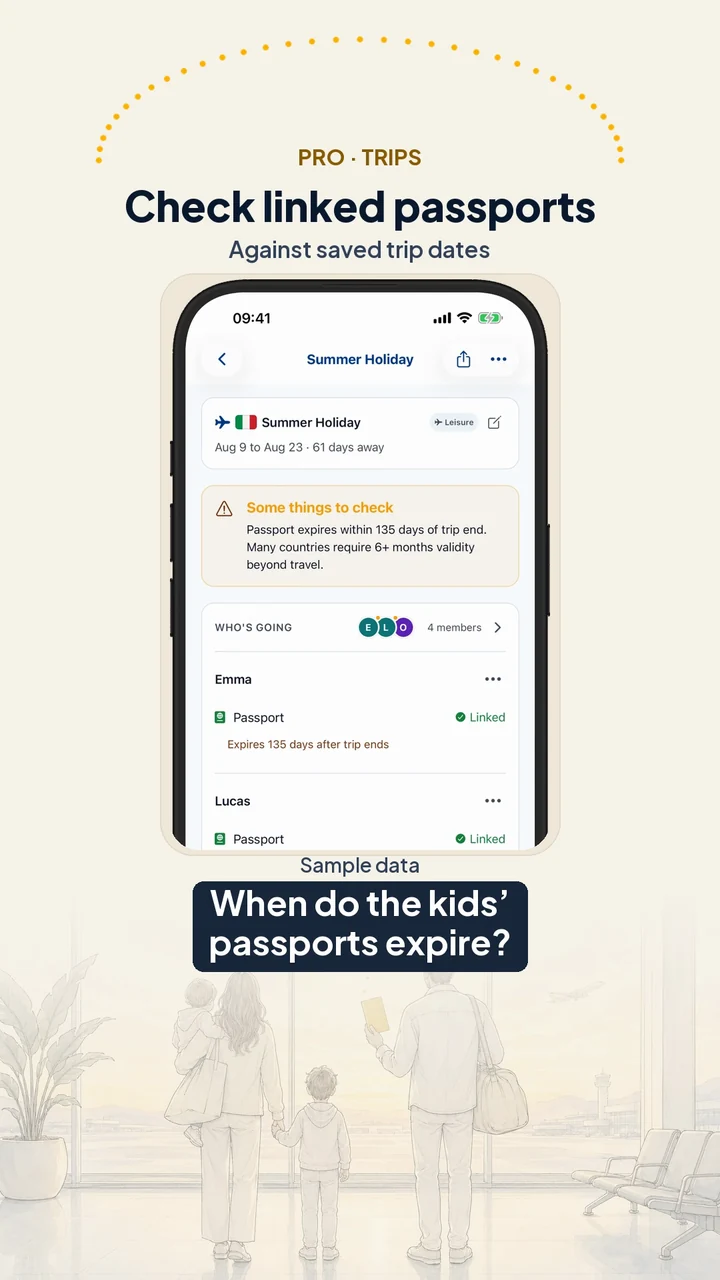 PRO · TRIPS
Check linked passports
Against saved trip dates
09:41
Summer Holiday
Summer Holiday
Leisure
Aug 9 to Aug 23 · 61 days away
Some things to check
Passport expires within 135 days of trip end.
Many countries require 6+ months validity
beyond travel.
WHO'S GOING
E L O
4 members
Emma
Passport
Linked
Expires 135 days after trip ends
Lucas
Passport
Linked
Sample data
When do the kids’
passports expire?